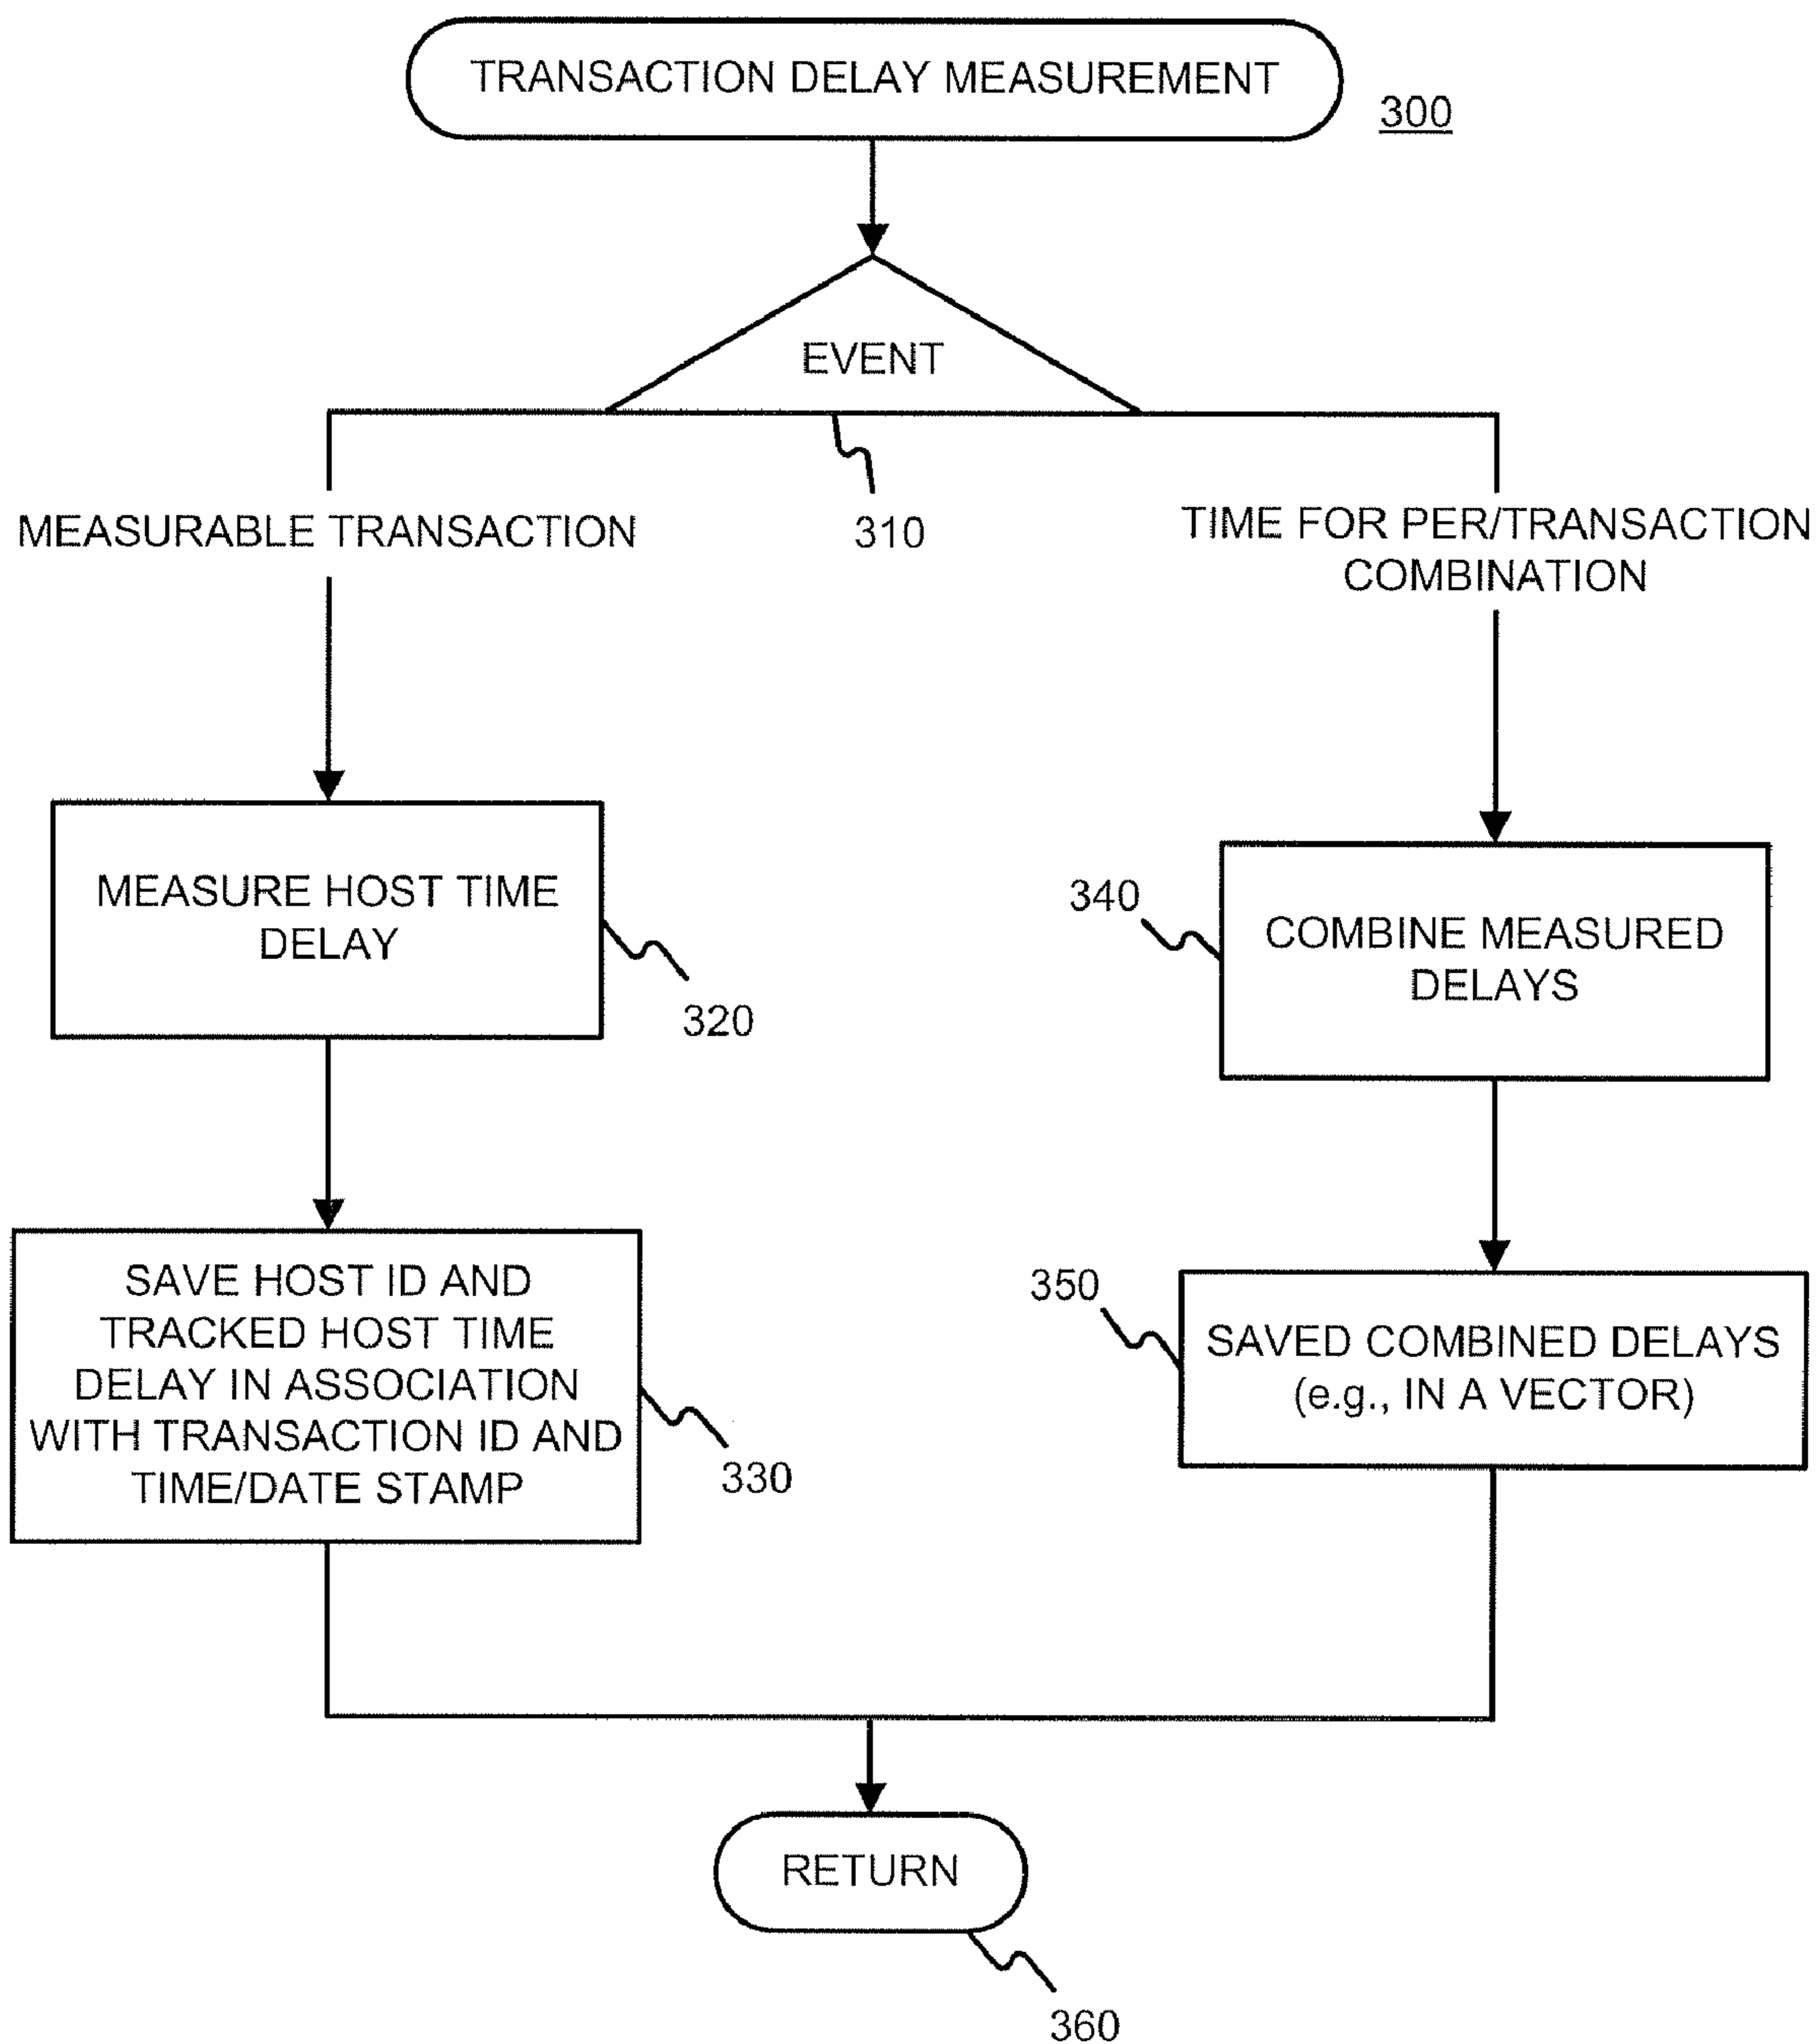 TRANSACTION DELAY MEASUREMENT
300
EVENT
310
MEASURABLE TRANSACTION
TIME FOR PER/TRANSACTION
COMBINATION
MEASURE HOST TIME
DELAY
320
340
COMBINE MEASURED
DELAYS
SAVE HOST ID AND
TRACKED HOST TIME
DELAY IN ASSOCIATION
WITH TRANSACTION ID AND
TIME/DATE STAMP
330
350
SAVED COMBINED DELAYS
(e.g., IN A VECTOR)
RETURN
360